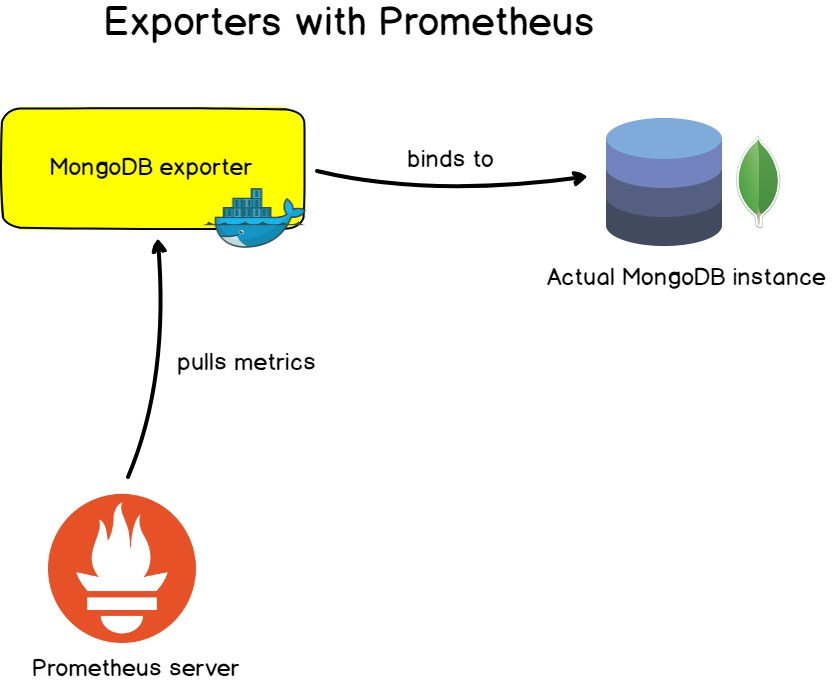 Exporters with Prometheus
MongoDB exporter
binds to
Actual MongoDB instance
pulls metrics
Prometheus server